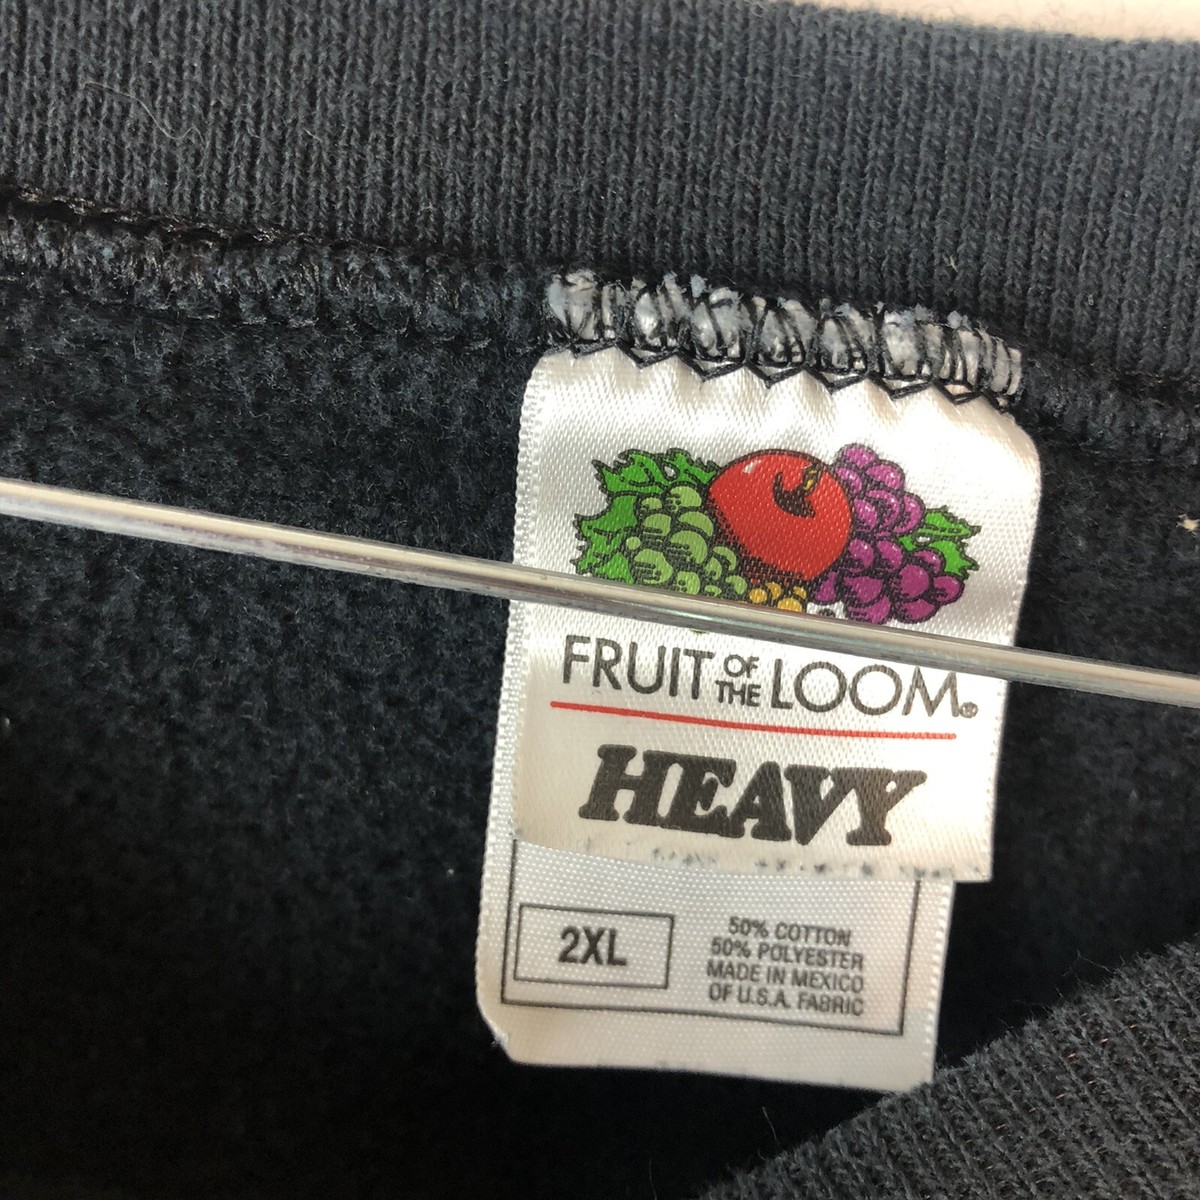 FRUIT OF THE LOOM®
HEAVY
2XL
50% COTTON
50% POLYESTER
MADE IN MEXICO
OF U.S.A. FABRIC